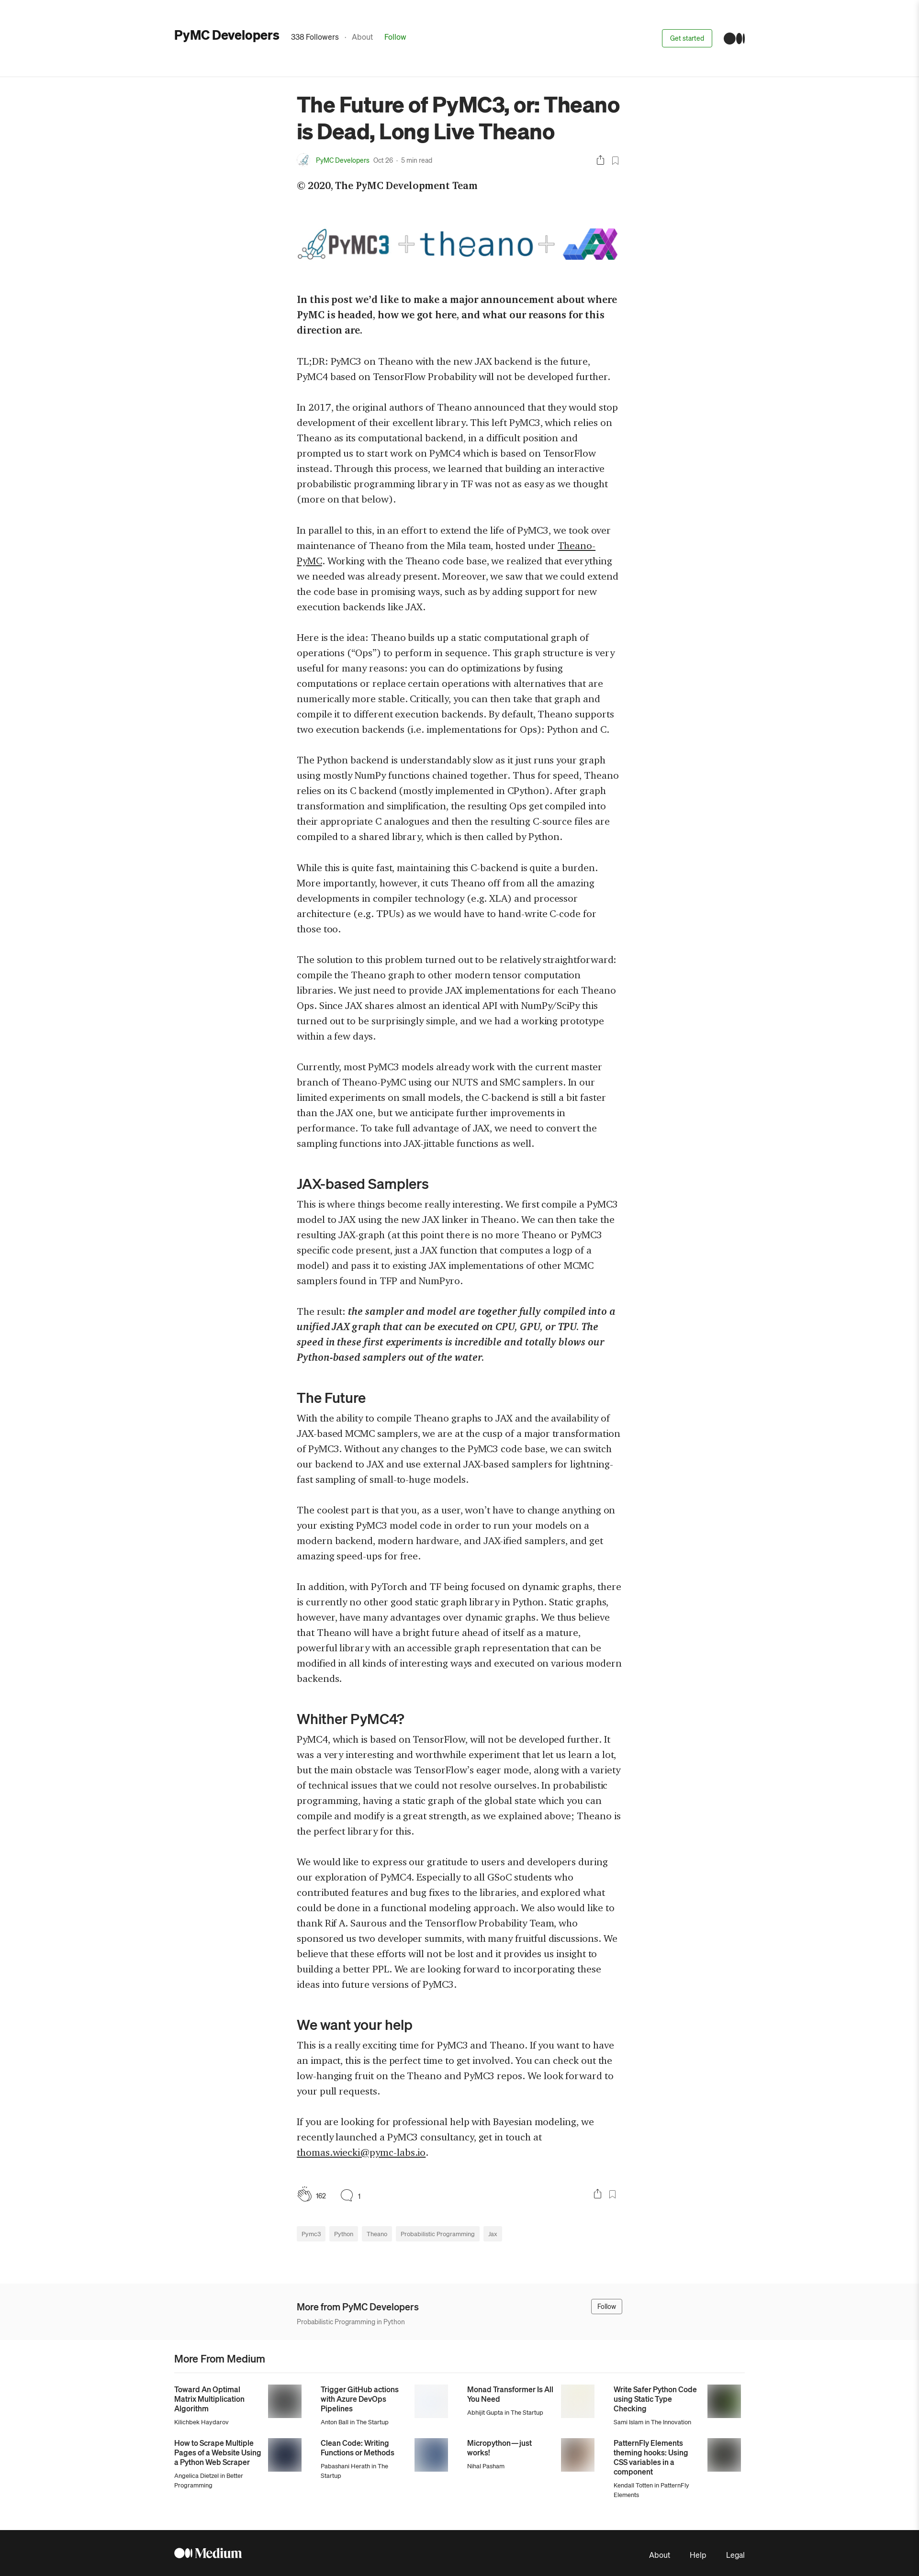 PyMC Developers 338 Followers · About Follow Get started
The Future of PyMC3, or: Theano
is Dead, Long Live Theano
PyMC Developers Oct 26 · 5 min read
© 2020, The PyMC Development Team
PyMC3 + theano + JAX
In this post we’d like to make a major announcement about where
PyMC is headed, how we got here, and what our reasons for this
direction are.
TL;DR: PyMC3 on Theano with the new JAX backend is the future,
PyMC4 based on TensorFlow Probability will not be developed further.
In 2017, the original authors of Theano announced that they would stop
development of their excellent library. This left PyMC3, which relies on
Theano as its computational backend, in a difficult position and
prompted us to start work on PyMC4 which is based on TensorFlow
instead. Through this process, we learned that building an interactive
probabilistic programming library in TF was not as easy as we thought
(more on that below).
In parallel to this, in an effort to extend the life of PyMC3, we took over
maintenance of Theano from the Mila team, hosted under Theano-
PyMC. Working with the Theano code base, we realized that everything
we needed was already present. Moreover, we saw that we could extend
the code base in promising ways, such as by adding support for new
execution backends like JAX.
Here is the idea: Theano builds up a static computational graph of
operations (“Ops”) to perform in sequence. This graph structure is very
useful for many reasons: you can do optimizations by fusing
computations or replace certain operations with alternatives that are
numerically more stable. Critically, you can then take that graph and
compile it to different execution backends. By default, Theano supports
two execution backends (i.e. implementations for Ops): Python and C.
The Python backend is understandably slow as it just runs your graph
using mostly NumPy functions chained together. Thus for speed, Theano
relies on its C backend (mostly implemented in CPython). After graph
transformation and simplification, the resulting Ops get compiled into
their appropriate C analogues and then the resulting C-source files are
compiled to a shared library, which is then called by Python.
While this is quite fast, maintaining this C-backend is quite a burden.
More importantly, however, it cuts Theano off from all the amazing
developments in compiler technology (e.g. XLA) and processor
architecture (e.g. TPUs) as we would have to hand-write C-code for
those too.
The solution to this problem turned out to be relatively straightforward:
compile the Theano graph to other modern tensor computation
libraries. We just need to provide JAX implementations for each Theano
Ops. Since JAX shares almost an identical API with NumPy/SciPy this
turned out to be surprisingly simple, and we had a working prototype
within a few days.
Currently, most PyMC3 models already work with the current master
branch of Theano-PyMC using our NUTS and SMC samplers. In our
limited experiments on small models, the C-backend is still a bit faster
than the JAX one, but we anticipate further improvements in
performance. To take full advantage of JAX, we need to convert the
sampling functions into JAX-jittable functions as well.
JAX-based Samplers
This is where things become really interesting. We first compile a PyMC3
model to JAX using the new JAX linker in Theano. We can then take the
resulting JAX-graph (at this point there is no more Theano or PyMC3
specific code present, just a JAX function that computes a logp of a
model) and pass it to existing JAX implementations of other MCMC
samplers found in TFP and NumPyro.
The result: the sampler and model are together fully compiled into a
unified JAX graph that can be executed on CPU, GPU, or TPU. The
speed in these first experiments is incredible and totally blows our
Python-based samplers out of the water.
The Future
With the ability to compile Theano graphs to JAX and the availability of
JAX-based MCMC samplers, we are at the cusp of a major transformation
of PyMC3. Without any changes to the PyMC3 code base, we can switch
our backend to JAX and use external JAX-based samplers for lightning-
fast sampling of small-to-huge models.
The coolest part is that you, as a user, won’t have to change anything on
your existing PyMC3 model code in order to run your models on a
modern backend, modern hardware, and JAX-ified samplers, and get
amazing speed-ups for free.
In addition, with PyTorch and TF being focused on dynamic graphs, there
is currently no other good static graph library in Python. Static graphs,
however, have many advantages over dynamic graphs. We thus believe
that Theano will have a bright future ahead of itself as a mature,
powerful library with an accessible graph representation that can be
modified in all kinds of interesting ways and executed on various modern
backends.
Whither PyMC4?
PyMC4, which is based on TensorFlow, will not be developed further. It
was a very interesting and worthwhile experiment that let us learn a lot,
but the main obstacle was TensorFlow’s eager mode, along with a variety
of technical issues that we could not resolve ourselves. In probabilistic
programming, having a static graph of the global state which you can
compile and modify is a great strength, as we explained above; Theano is
the perfect library for this.
We would like to express our gratitude to users and developers during
our exploration of PyMC4. Especially to all GSoC students who
contributed features and bug fixes to the libraries, and explored what
could be done in a functional modeling approach. We also would like to
thank Rif A. Saurous and the Tensorflow Probability Team, who
sponsored us two developer summits, with many fruitful discussions. We
believe that these efforts will not be lost and it provides us insight to
building a better PPL. We are looking forward to incorporating these
ideas into future versions of PyMC3.
We want your help
This is a really exciting time for PyMC3 and Theano. If you want to have
an impact, this is the perfect time to get involved. You can check out the
low-hanging fruit on the Theano and PyMC3 repos. We look forward to
your pull requests.
If you are looking for professional help with Bayesian modeling, we
recently launched a PyMC3 consultancy, get in touch at
thomas.wiecki@pymc-labs.io.
162 1
Pymc3 Python Theano Probabilistic Programming Jax
More from PyMC Developers Follow
Probabilistic Programming in Python
More From Medium
Toward An Optimal
Matrix Multiplication
Algorithm
Kilichbek Haydarov
Trigger GitHub actions
with Azure DevOps
Pipelines
Anton Ball in The Startup
Monad Transformer Is All
You Need
Abhijit Gupta in The Startup
Write Safer Python Code
using Static Type
Checking
Sami Islam in The Innovation
How to Scrape Multiple
Pages of a Website Using
a Python Web Scraper
Angelica Dietzel in Better
Programming
Clean Code: Writing
Functions or Methods
Pabashani Herath in The
Startup
Micropython — just
works!
Nihal Pasham
PatternFly Elements
theming hooks: Using
CSS variables in a
component
Kendall Totten in PatternFly
Elements
Medium About Help Legal